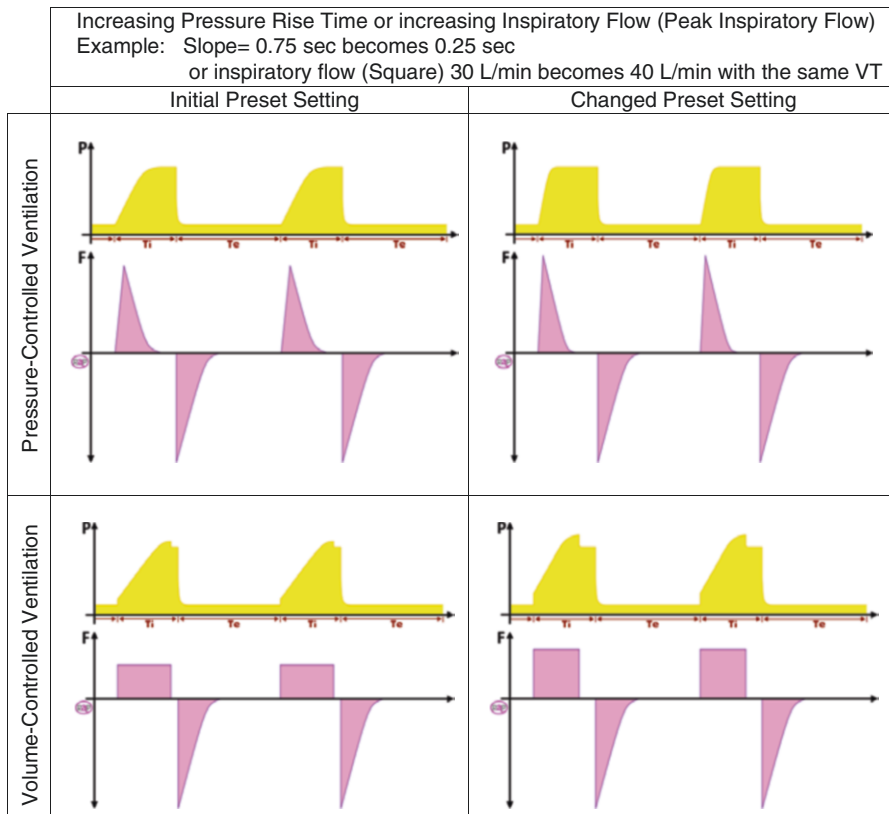 Increasing Pressure Rise Time or increasing Inspiratory Flow (Peak Inspiratory Flow)
Example: Slope= 0.75 sec becomes 0.25 sec
or inspiratory flow (Square) 30 L/min becomes 40 L/min with the same VT
Initial Preset Setting
Changed Preset Setting
Pressure-Controlled Ventilation
P
Ti Te Ti Te
F
P
Ti Te Ti Te
F
Volume-Controlled Ventilation
P
Ti Te Ti Te
F
P
Ti Te Ti Te
F